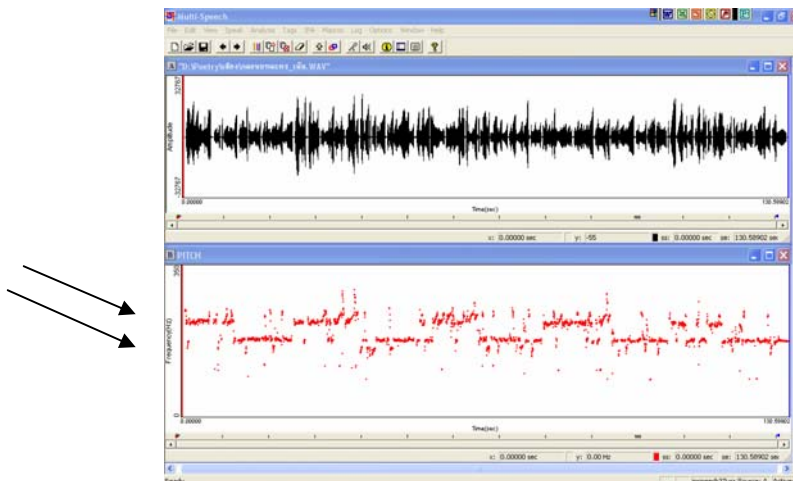 Multi-Speech
File Edit View Speak Analysis Tags IPA Macros Log Options Window Help
A
32767
Amplitude
-32767
0.00000
Time(sec)
130.58902
x: 0.00000 sec y: -55 ss: 0.00000 sec se: 130.58902 sec
B PITCH
350
Frequency(Hz)
0
0.00000
Time(sec)
130.58902
x: 0.00000 sec y: 0.00 Hz ss: 0.00000 sec se: 130.58902 sec